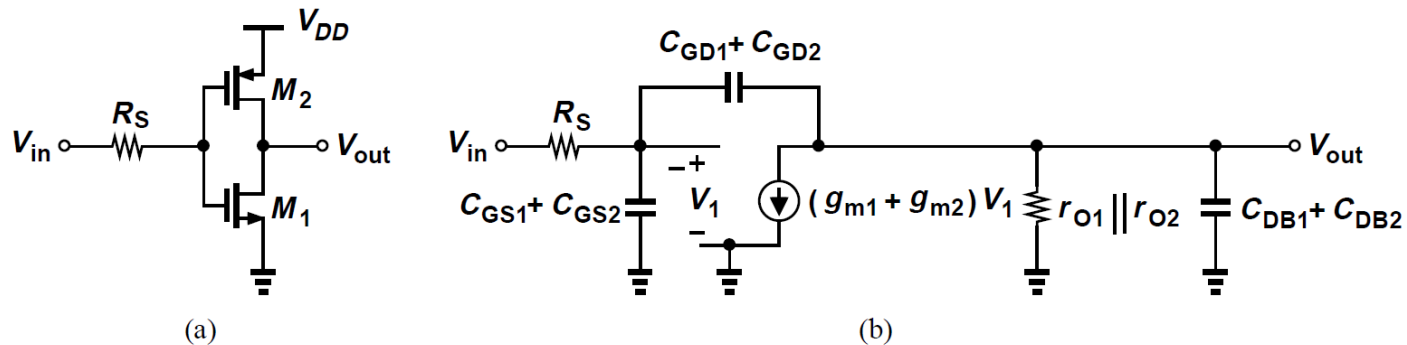 V_DD
M_2
R_S
V_in
V_out
M_1
(a)
C_GD1 + C_GD2
R_S
V_in
V_out
C_GS1 + C_GS2
− +
V_1
−
(g_m1 + g_m2) V_1
r_O1 || r_O2
C_DB1 + C_DB2
(b)